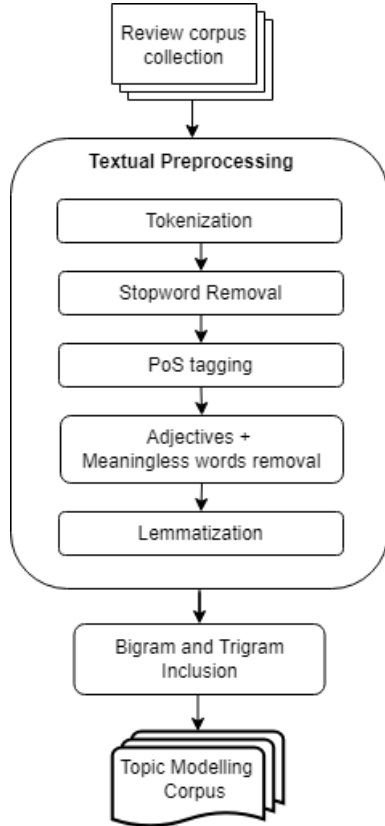 Review corpus
collection
Textual Preprocessing
Tokenization
Stopword Removal
PoS tagging
Adjectives +
Meaningless words removal
Lemmatization
Bigram and Trigram
Inclusion
Topic Modelling
Corpus